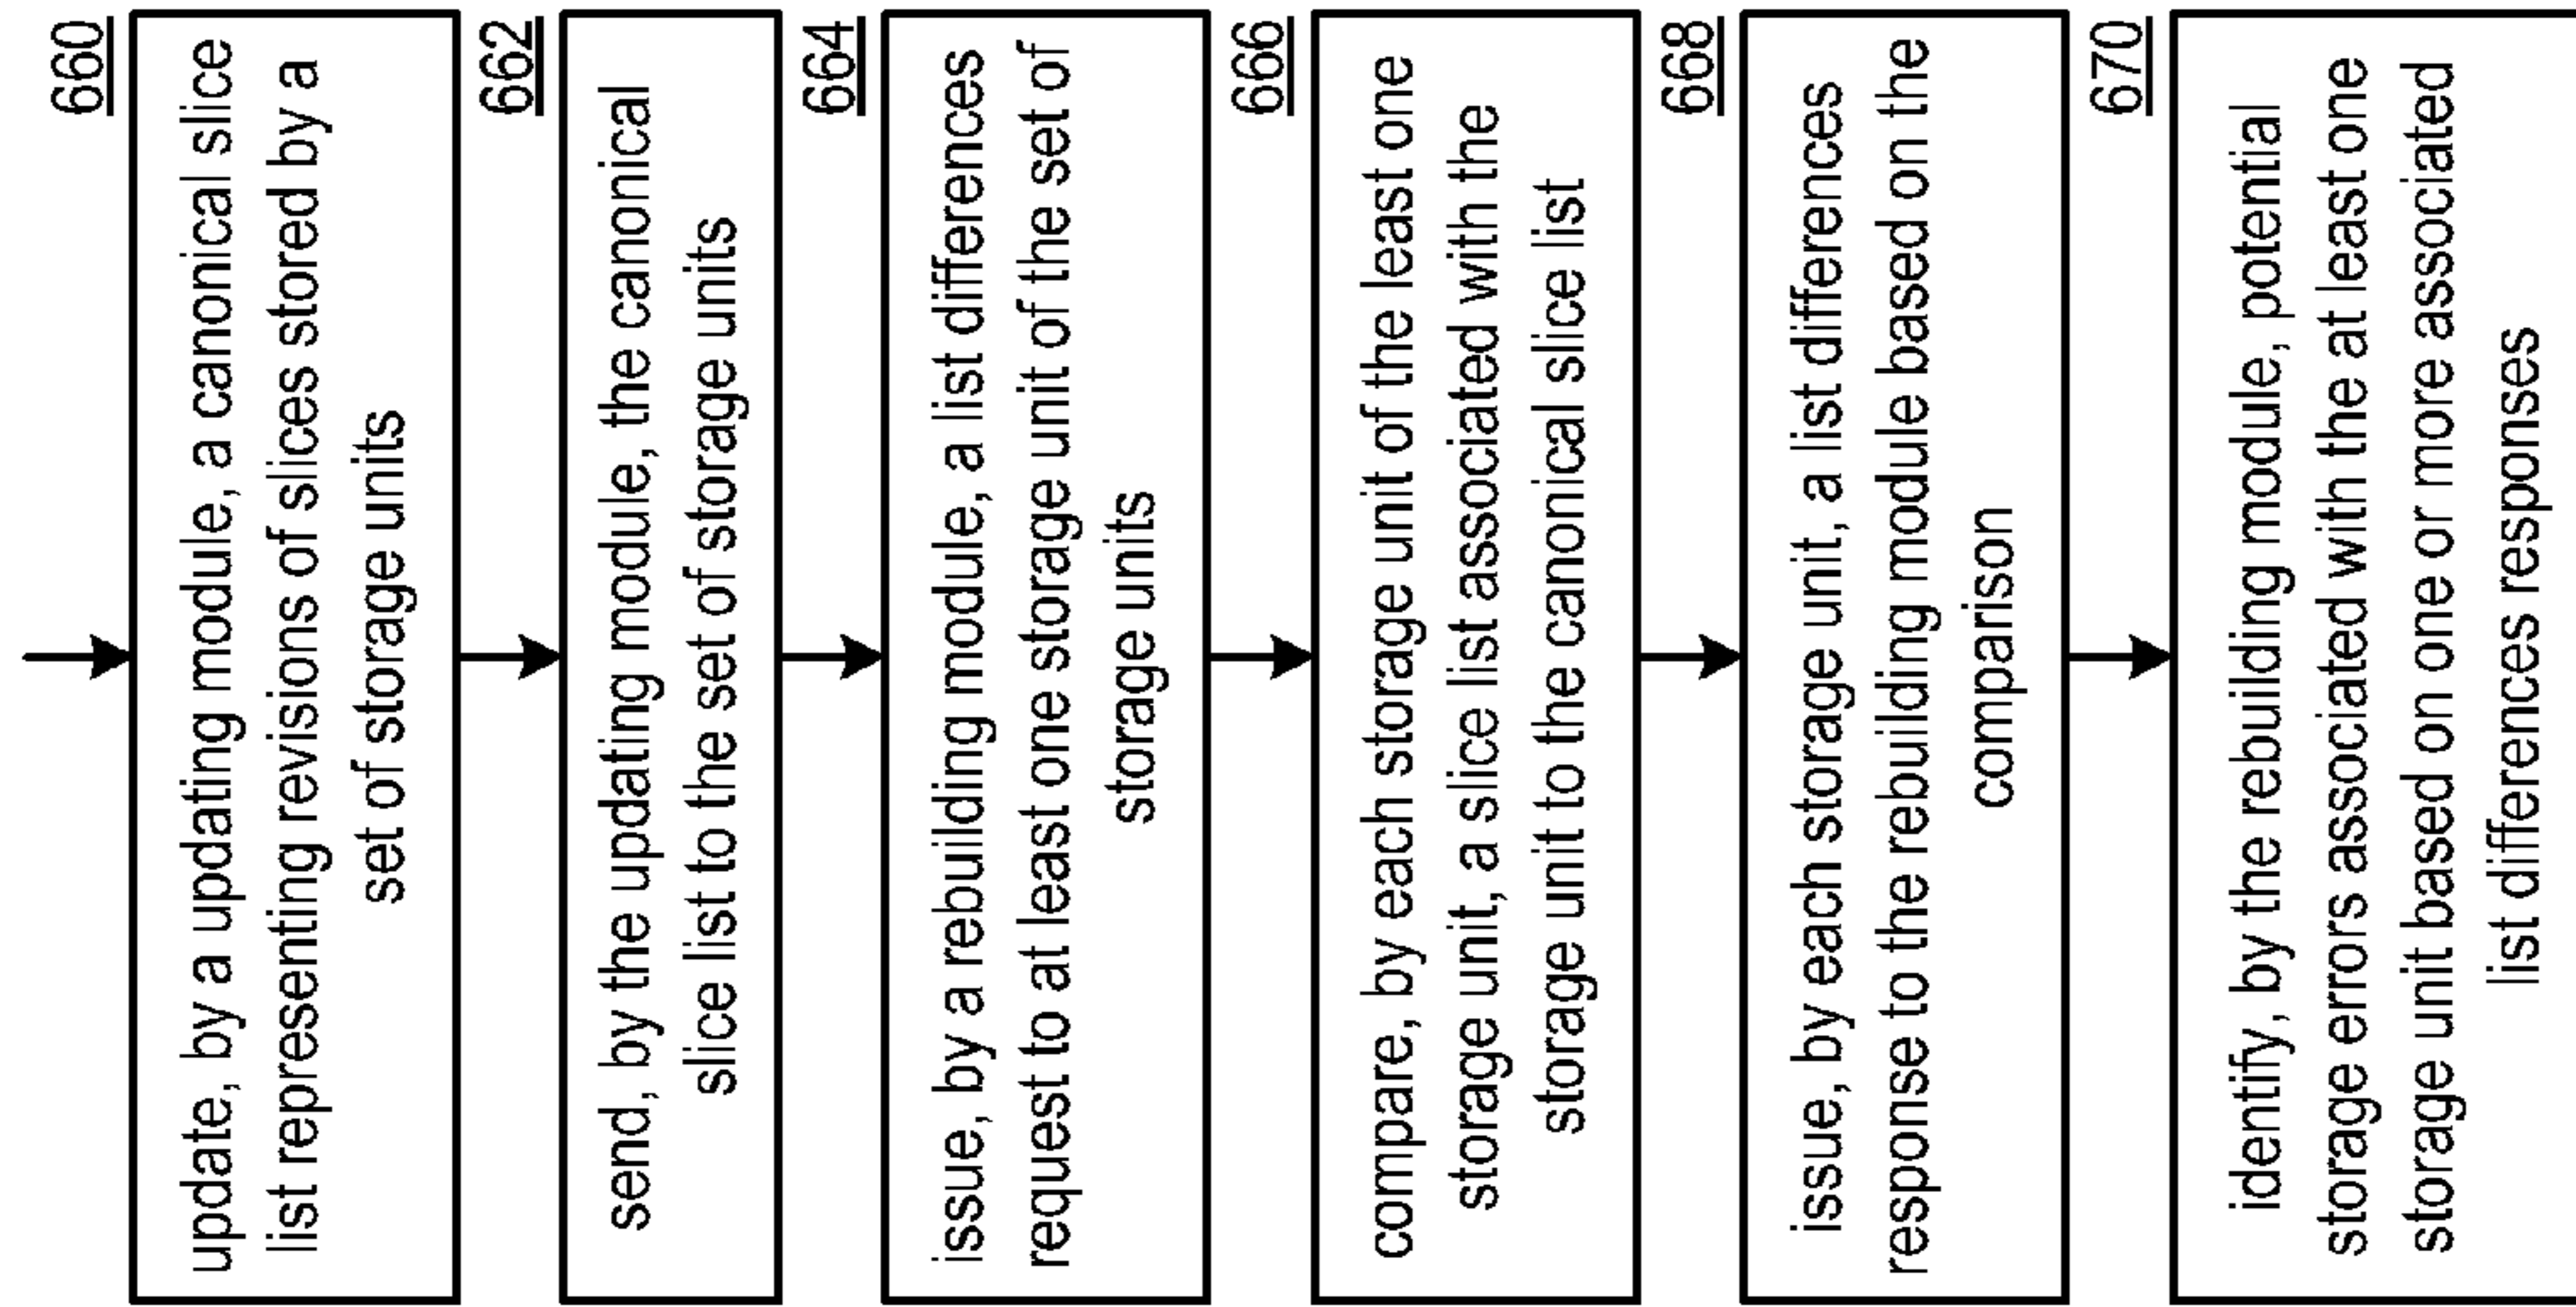 660
update, by a updating module, a canonical slice
list representing revisions of slices stored by a
set of storage units
662
send, by the updating module, the canonical
slice list to the set of storage units
664
issue, by a rebuilding module, a list differences
request to at least one storage unit of the set of
storage units
666
compare, by each storage unit of the least one
storage unit, a slice list associated with the
storage unit to the canonical slice list
668
issue, by each storage unit, a list differences
response to the rebuilding module based on the
comparison
670
identify, by the rebuilding module, potential
storage errors associated with the at least one
storage unit based on one or more associated
list differences responses